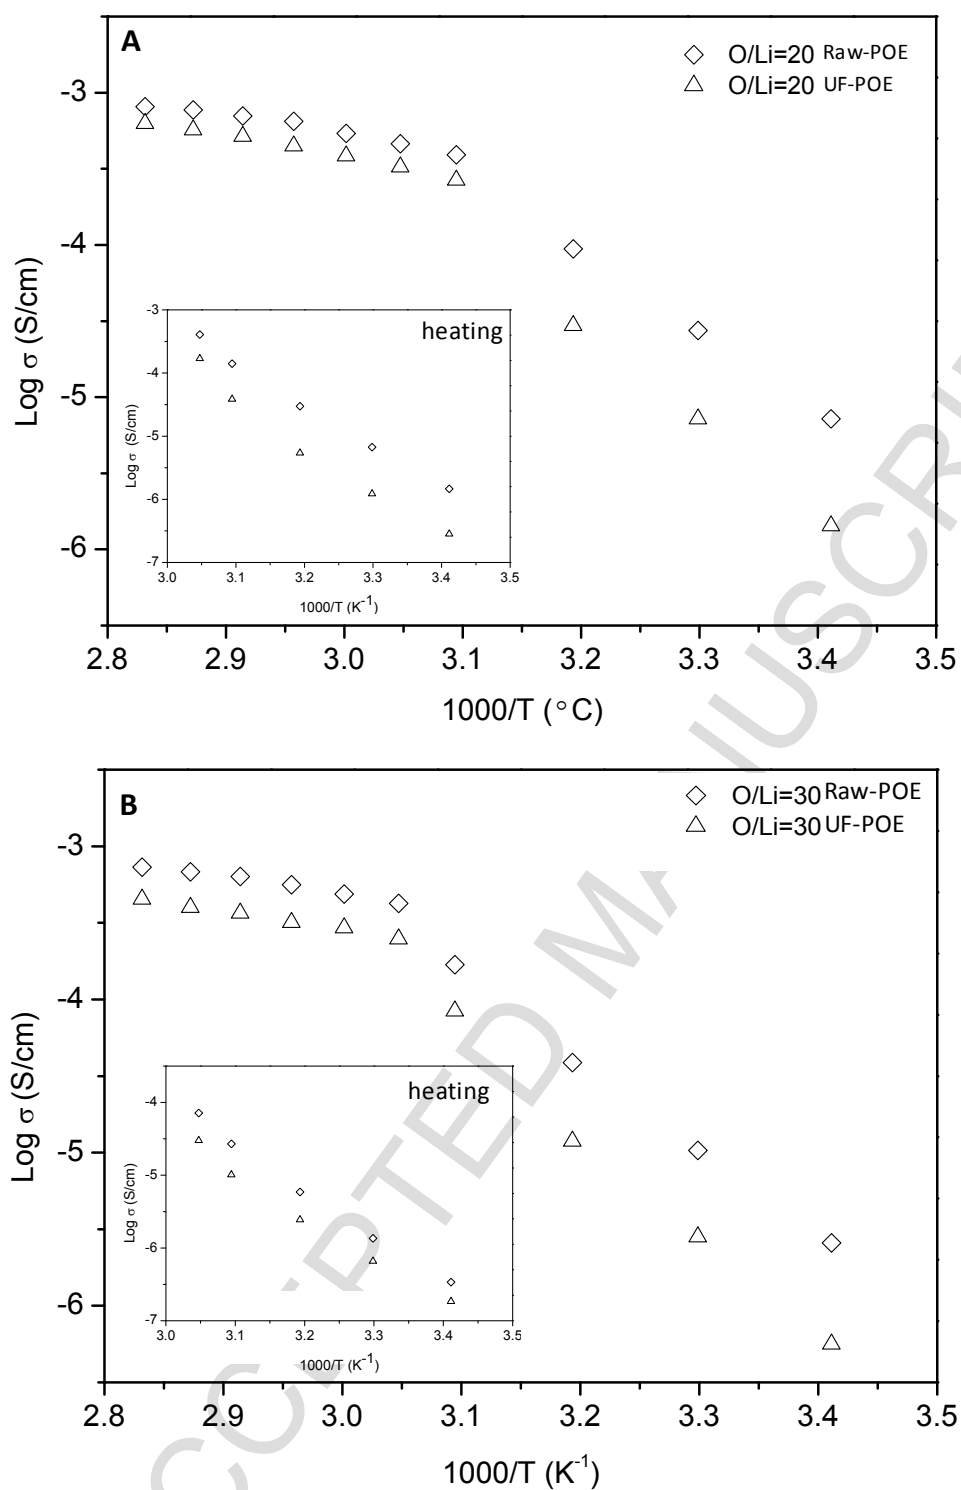 A
O/Li=20 Raw-POE
O/Li=20 UF-POE
-3
-4
-5
-6
Log σ (S/cm)
heating
-3
-4
-5
-6
-7
Log σ (S/cm)
3.0 3.1 3.2 3.3 3.4 3.5
1000/T (K⁻¹)
2.8 2.9 3.0 3.1 3.2 3.3 3.4 3.5
1000/T (°C)
B
O/Li=30 Raw-POE
O/Li=30 UF-POE
-3
-4
-5
-6
Log σ (S/cm)
heating
-4
-5
-6
-7
Log σ (S/cm)
3.0 3.1 3.2 3.3 3.4 3.5
1000/T (K⁻¹)
2.8 2.9 3.0 3.1 3.2 3.3 3.4 3.5
1000/T (K⁻¹)